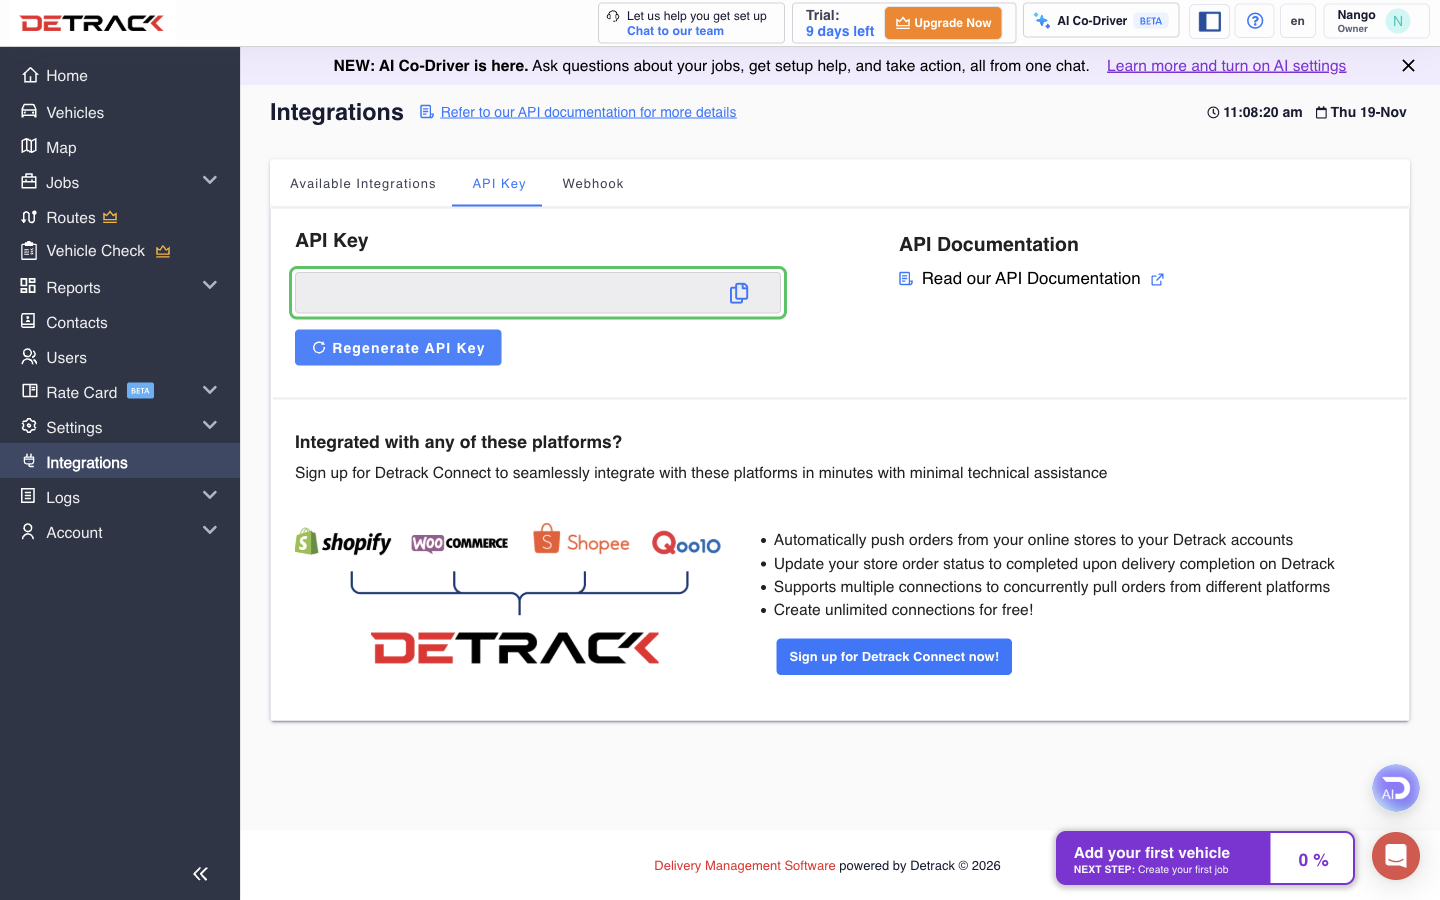 DETRACK
Let us help you get set up
Chat to our team
Trial:
9 days left
Upgrade Now
AI Co-Driver BETA
en
Nango
Owner
N
Home
Vehicles
Map
Jobs
Routes
Vehicle Check
Reports
Contacts
Users
Rate Card BETA
Settings
Integrations
Logs
Account
NEW: AI Co-Driver is here. Ask questions about your jobs, get setup help, and take action, all from one chat. Learn more and turn on AI settings
Integrations
Refer to our API documentation for more details
11:08:20 am Thu 19-Nov
Available Integrations
API Key
Webhook
API Key
Regenerate API Key
API Documentation
Read our API Documentation
Integrated with any of these platforms?
Sign up for Detrack Connect to seamlessly integrate with these platforms in minutes with minimal technical assistance
shopify
WOO COMMERCE
Shopee
Qoo10
DETRACK
• Automatically push orders from your online stores to your Detrack accounts
• Update your store order status to completed upon delivery completion on Detrack
• Supports multiple connections to concurrently pull orders from different platforms
• Create unlimited connections for free!
Sign up for Detrack Connect now!
AI
Delivery Management Software powered by Detrack © 2026
Add your first vehicle
NEXT STEP: Create your first job
0 %